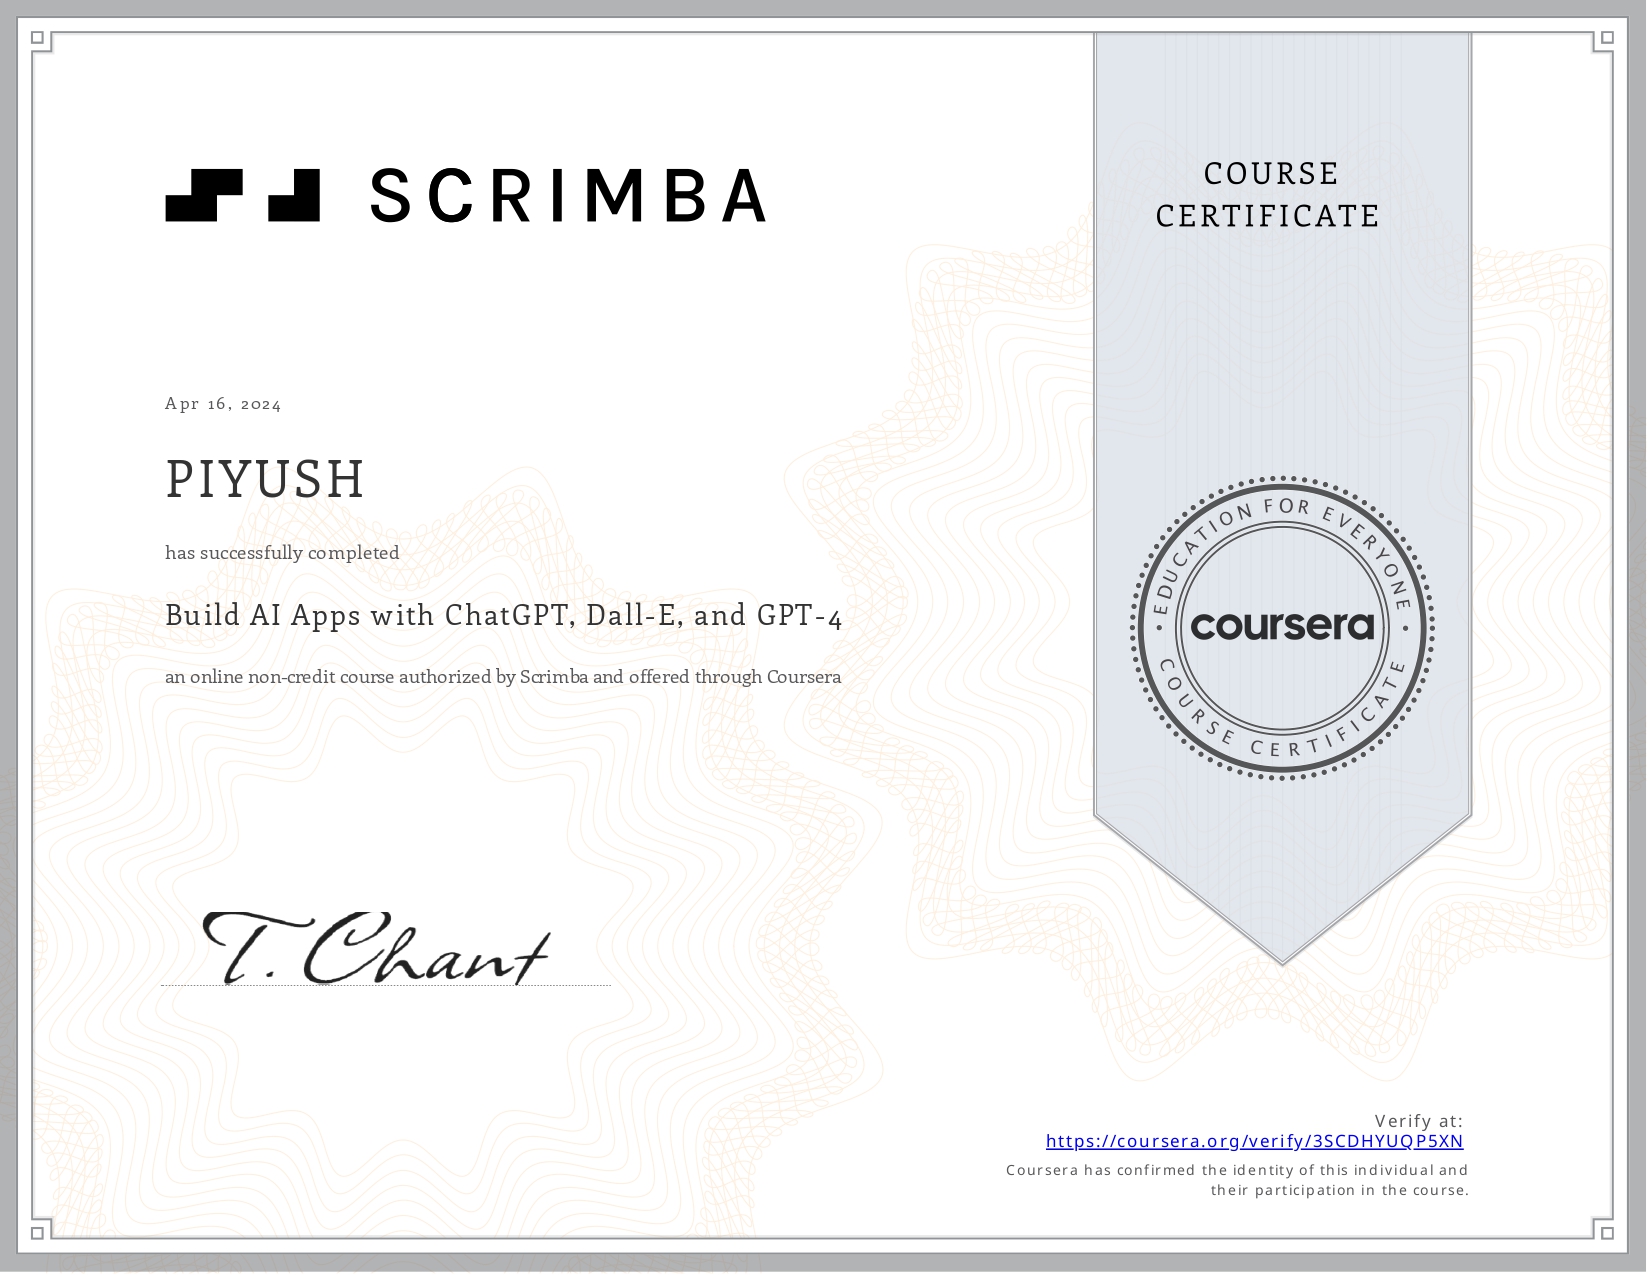 SCRIMBA
COURSE
CERTIFICATE
Apr 16, 2024
PIYUSH
has successfully completed
Build AI Apps with ChatGPT, Dall-E, and GPT-4
an online non-credit course authorized by Scrimba and offered through Coursera
• EDUCATION FOR EVERYONE •
coursera
COURSE CERTIFICATE
T. Chant
Verify at:
https://coursera.org/verify/3SCDHYUQP5XN
Coursera has confirmed the identity of this individual and
their participation in the course.